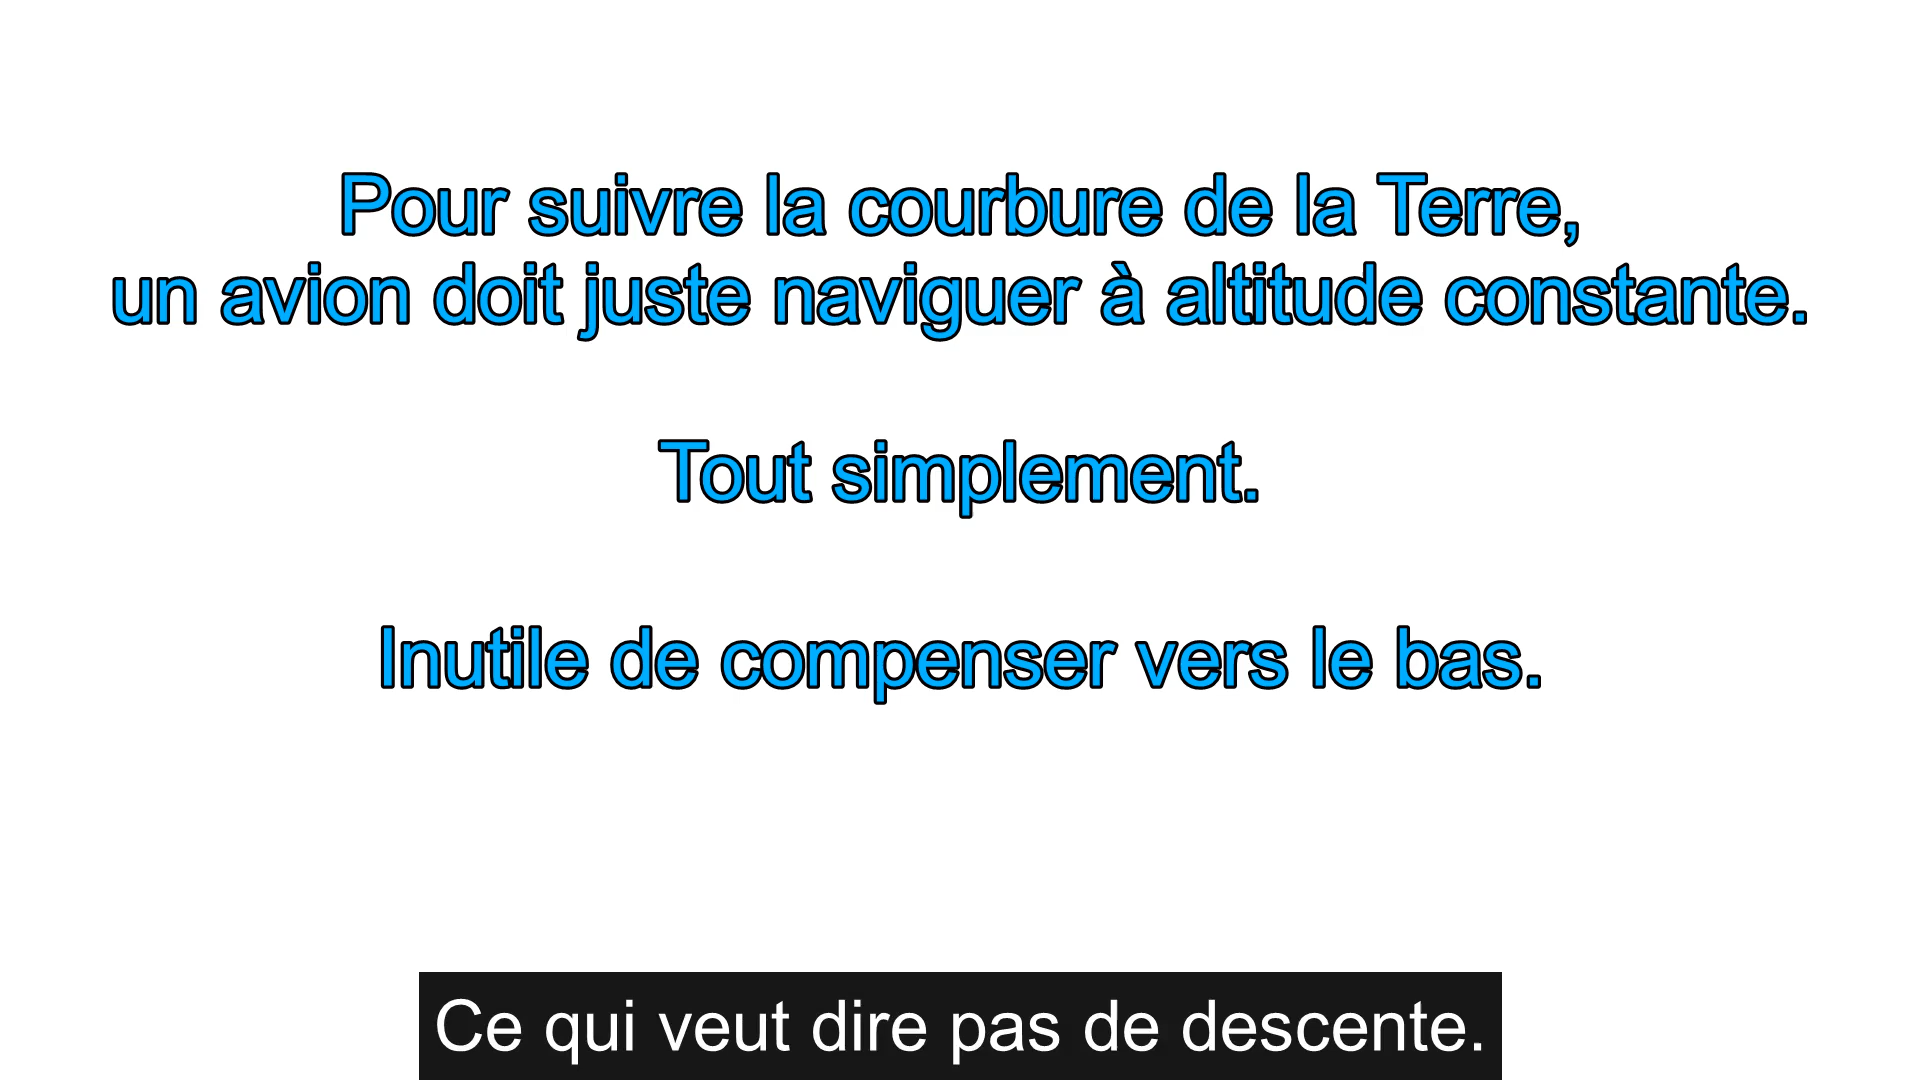 Pour suivre la courbure de la Terre,
un avion doit juste naviguer à altitude constante.
Tout simplement.
Inutile de compenser vers le bas.
Ce qui veut dire pas de descente.